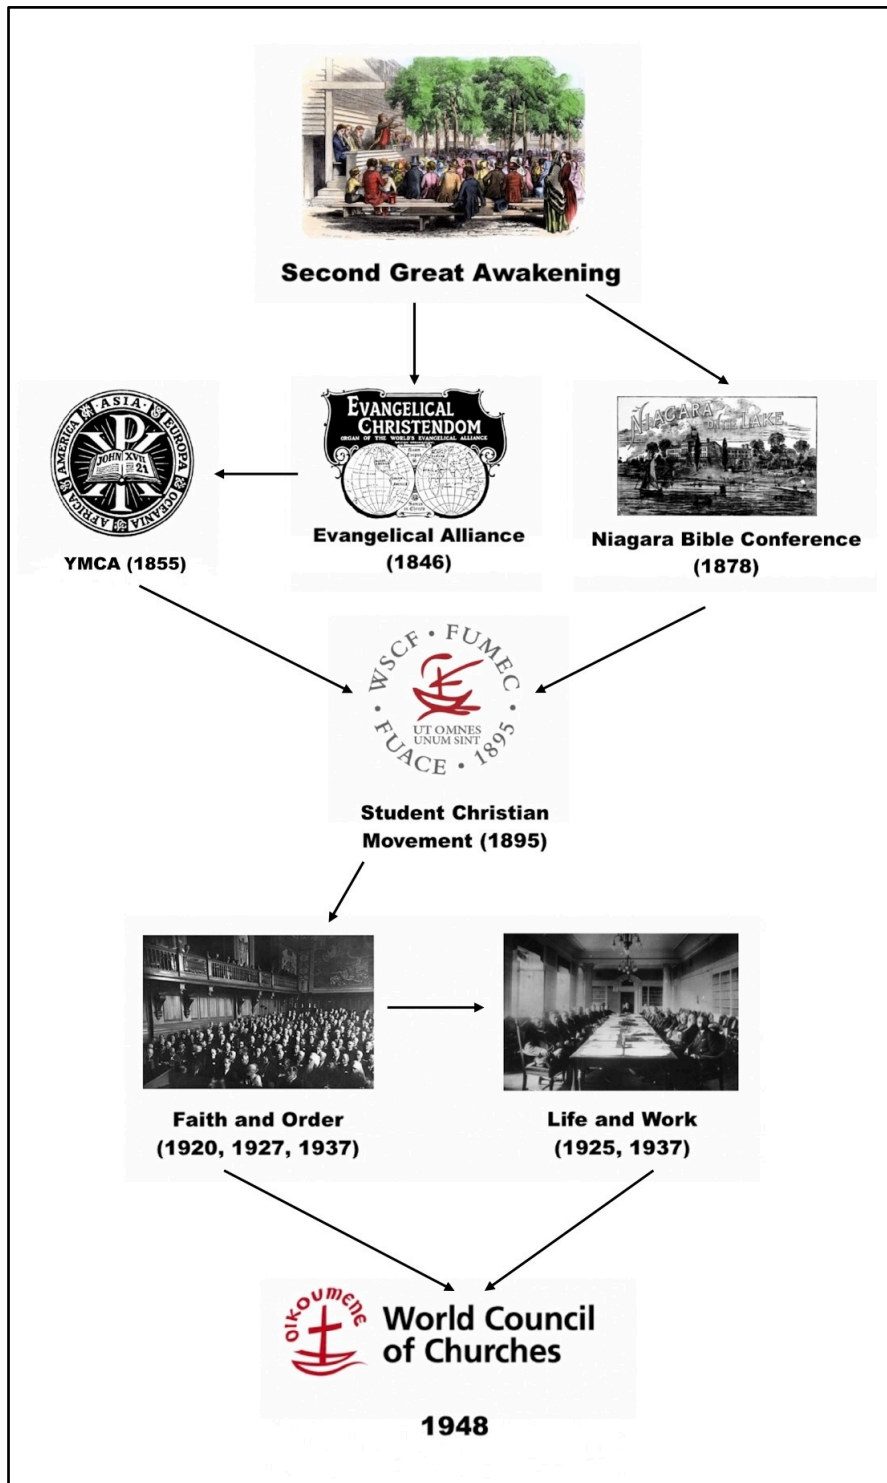 Second Great Awakening
AFRICA AMERICA ASIA EUROPA OCEANIA
JOHN XVII
21
YMCA (1855)
EVANGELICAL
CHRISTENDOM
ORGAN OF THE WORLD'S EVANGELICAL ALLIANCE
Evangelical Alliance
(1846)
NIAGARA ON THE LAKE
Niagara Bible Conference
(1878)
WSCF · FUMEC · 1895 · FUACE ·
UT OMNES
UNUM SINT
Student Christian
Movement (1895)
Faith and Order
(1920, 1927, 1937)
Life and Work
(1925, 1937)
OIKOUMENE
World Council
of Churches
1948